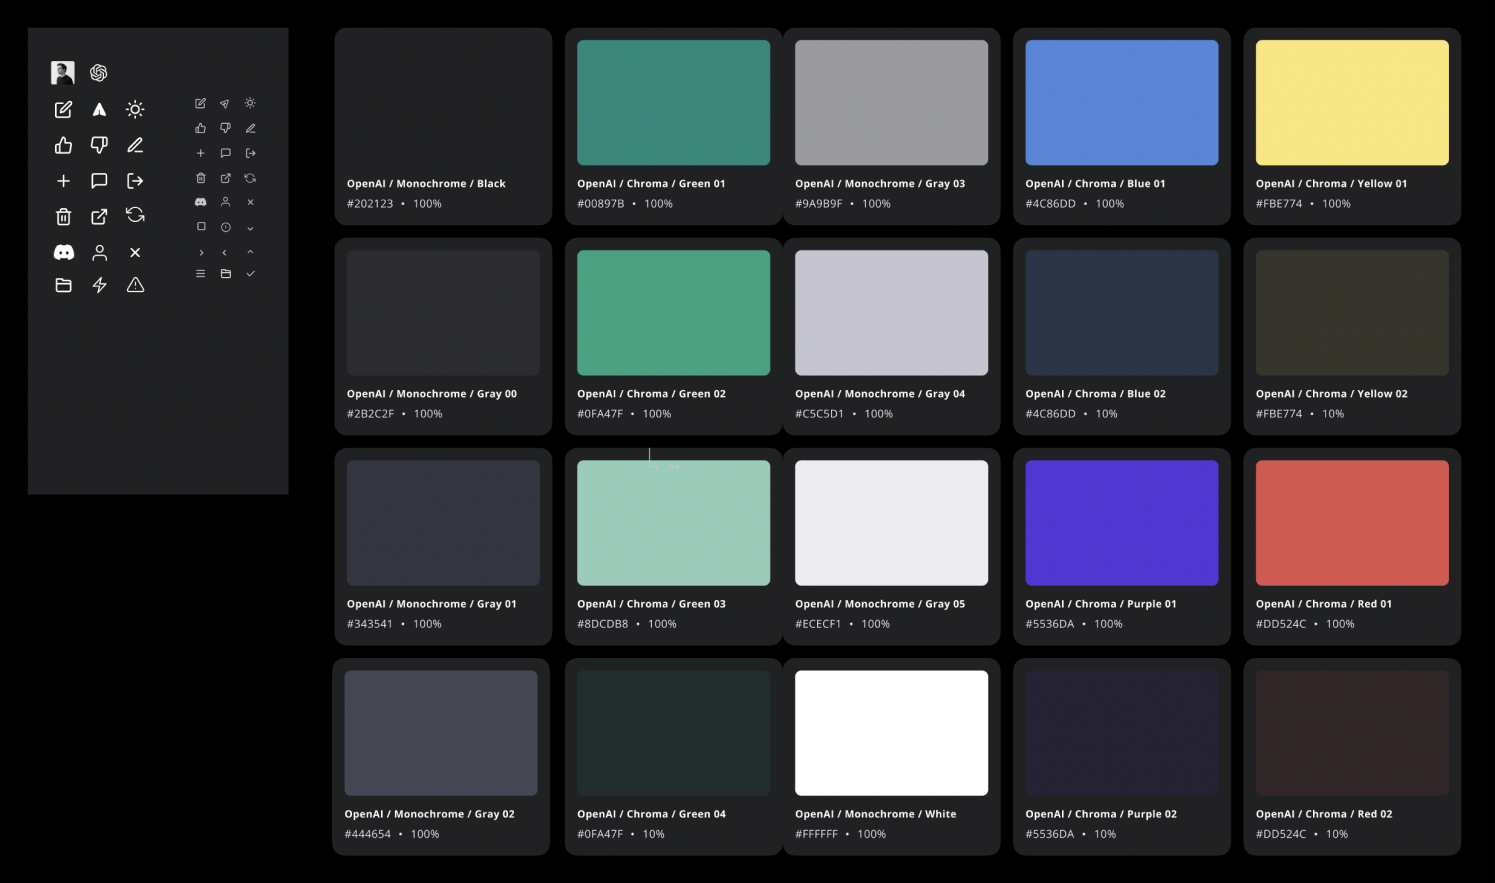 OpenAI / Monochrome / Black
#202123 • 100%
OpenAI / Chroma / Green 01
#00897B • 100%
OpenAI / Monochrome / Gray 03
#9A9B9F • 100%
OpenAI / Chroma / Blue 01
#4C86DD • 100%
OpenAI / Chroma / Yellow 01
#FBE774 • 100%
OpenAI / Monochrome / Gray 00
#2B2C2F • 100%
OpenAI / Chroma / Green 02
#0FA47F • 100%
OpenAI / Monochrome / Gray 04
#C5C5D1 • 100%
OpenAI / Chroma / Blue 02
#4C86DD • 10%
OpenAI / Chroma / Yellow 02
#FBE774 • 10%
OpenAI / Monochrome / Gray 01
#343541 • 100%
OpenAI / Chroma / Green 03
#8DCDB8 • 100%
OpenAI / Monochrome / Gray 05
#ECECF1 • 100%
OpenAI / Chroma / Purple 01
#5536DA • 100%
OpenAI / Chroma / Red 01
#DD524C • 100%
OpenAI / Monochrome / Gray 02
#444654 • 100%
OpenAI / Chroma / Green 04
#0FA47F • 10%
OpenAI / Monochrome / White
#FFFFFF • 100%
OpenAI / Chroma / Purple 02
#5536DA • 10%
OpenAI / Chroma / Red 02
#DD524C • 10%